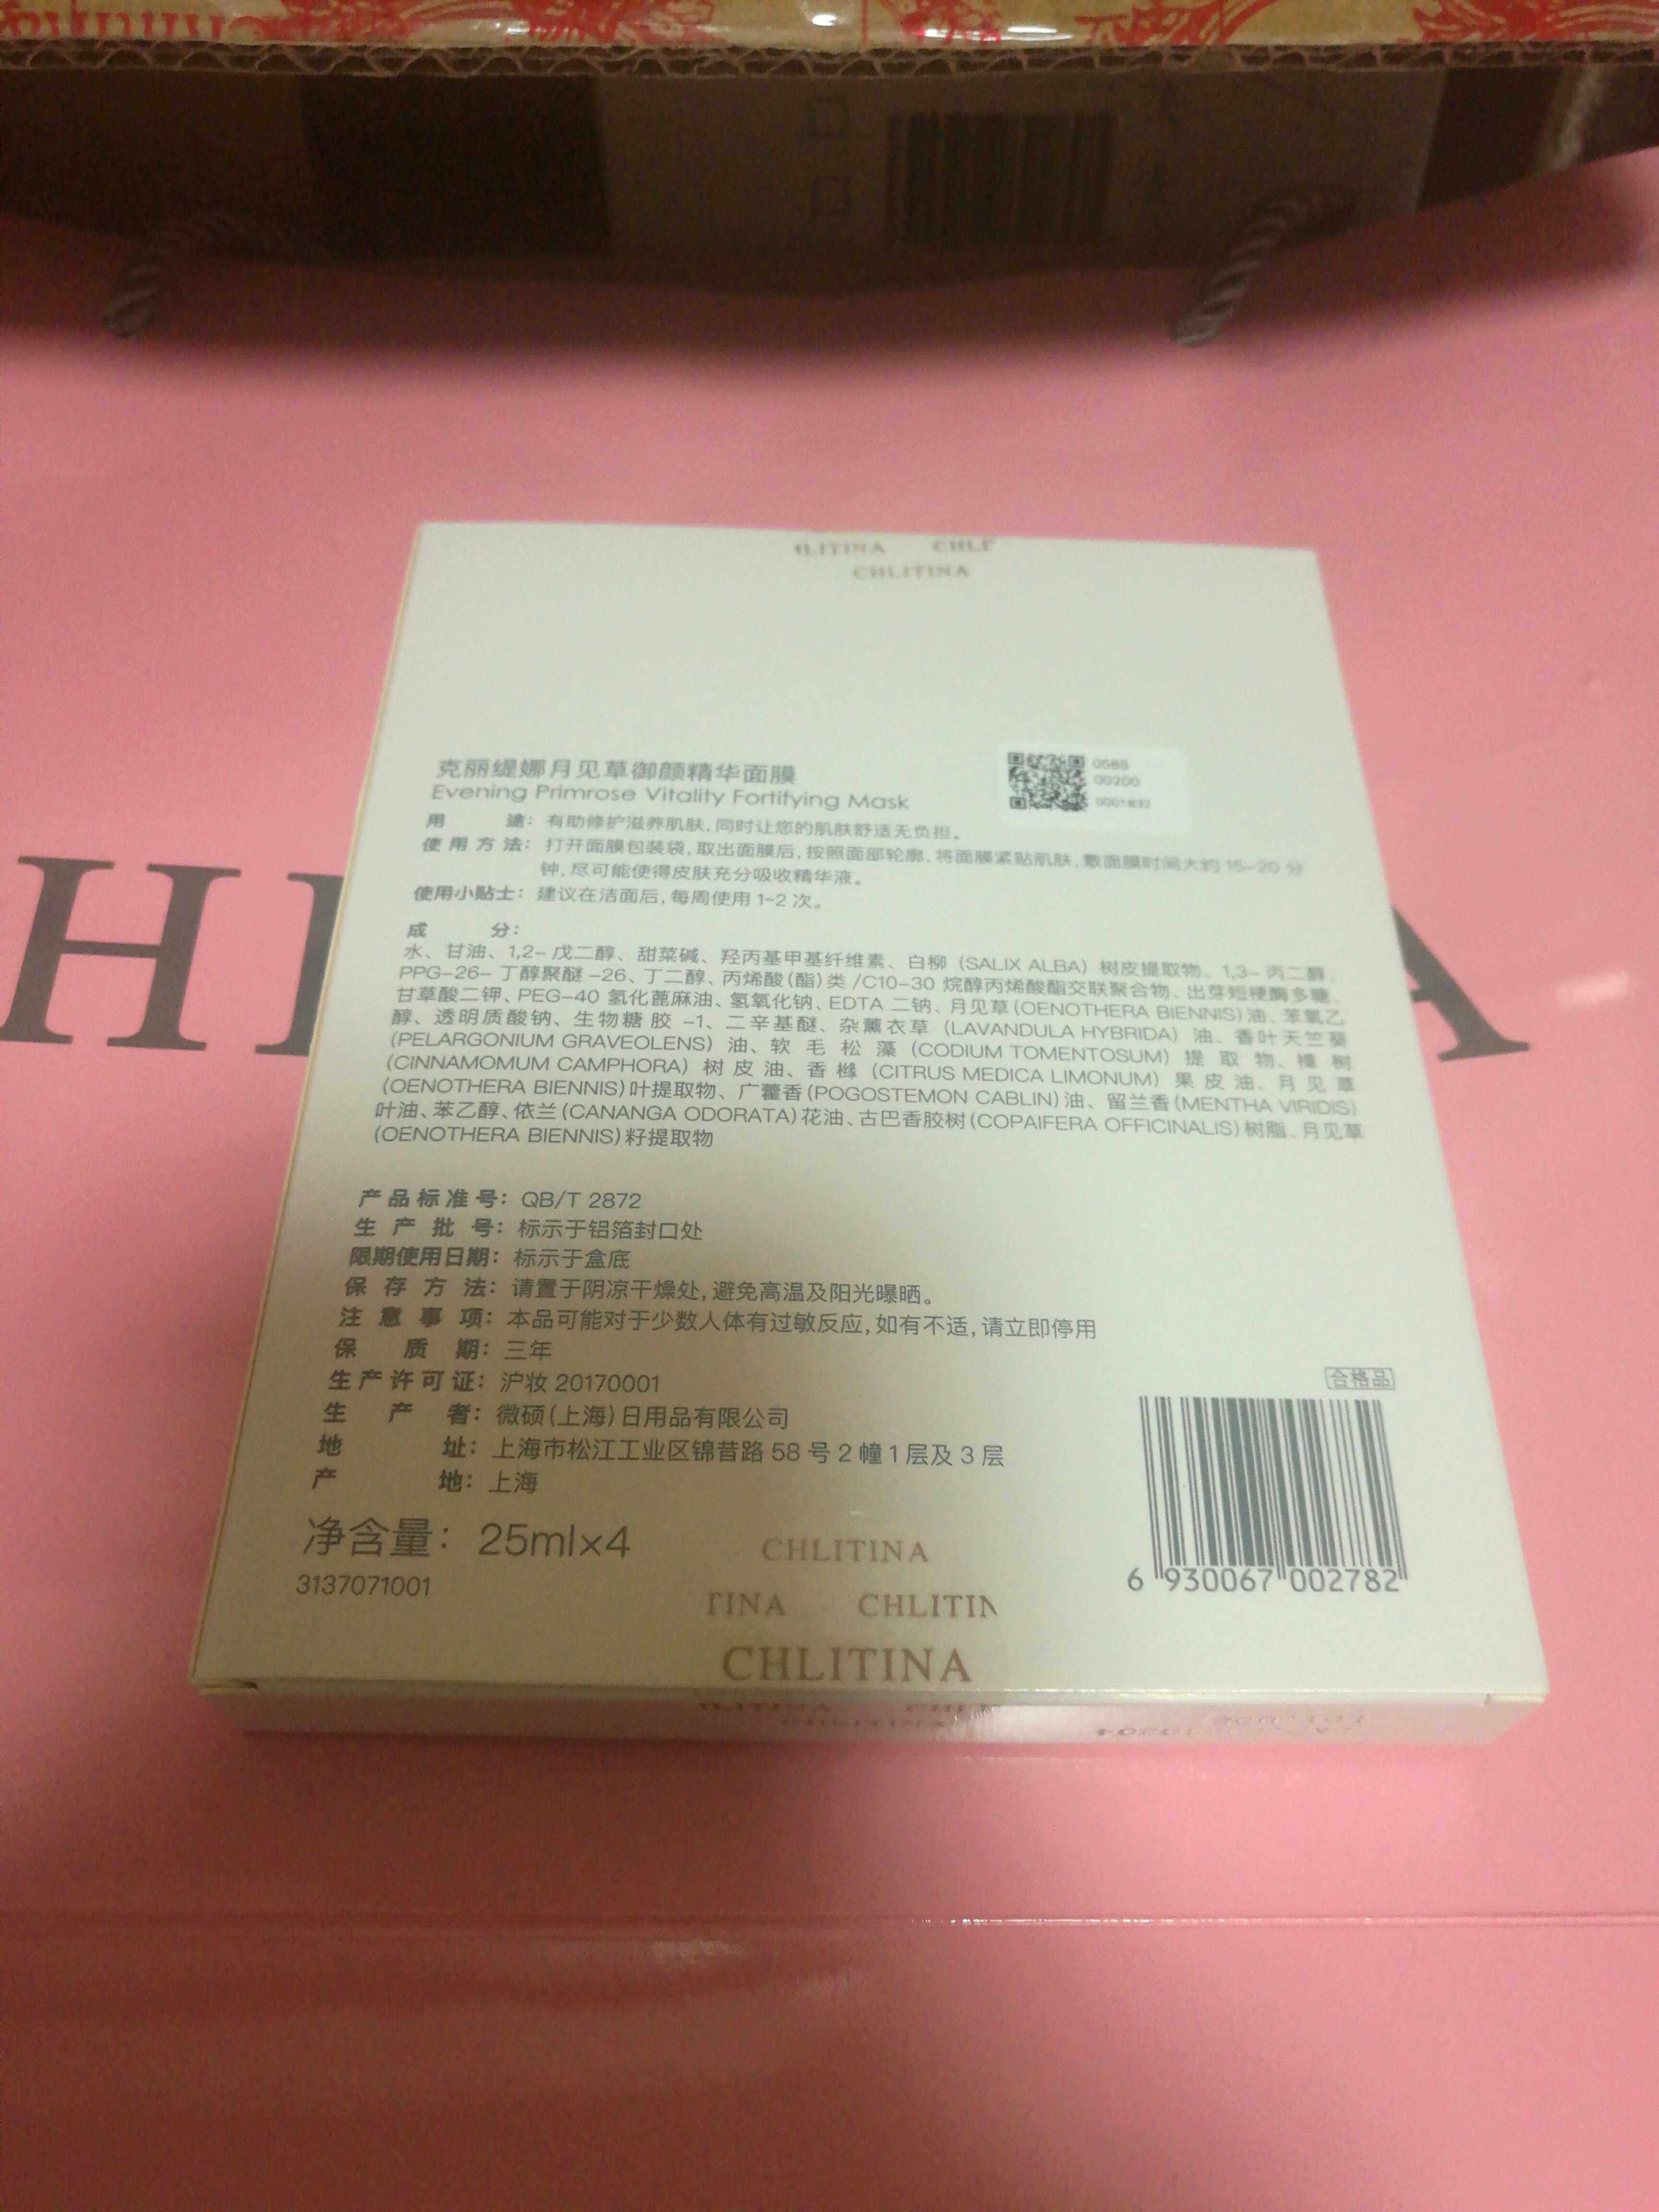 ILITINA CHLI
CHLITINA
克丽缇娜月见草御颜精华面膜
Evening Primrose Vitality Fortifying Mask
0585
00200
0001832
用 途：有助修护滋养肌肤，同时让您的肌肤舒适无负担。
使用方法：打开面膜包装袋，取出面膜后，按照面部轮廓，将面膜紧贴肌肤，敷面膜时间大约 15-20 分
钟，尽可能使得皮肤充分吸收精华液。
使用小贴士：建议在洁面后，每周使用 1~2 次。
成 分：
水、甘油、1,2-戊二醇、甜菜碱、羟丙基甲基纤维素、白柳（SALIX ALBA）树皮提取物、1,3-丙二醇、
PPG-26-丁醇聚醚-26、丁二醇、丙烯酸（酯）类/C10-30 烷醇丙烯酸酯交联聚合物、出芽短梗酶多糖、
甘草酸二钾、PEG-40 氢化蓖麻油、氢氧化钠、EDTA 二钠、月见草（OENOTHERA BIENNIS）油、苯氧乙
醇、透明质酸钠、生物糖胶-1、二辛基醚、杂薰衣草（LAVANDULA HYBRIDA）油、香叶天竺葵
（PELARGONIUM GRAVEOLENS）油、软毛松藻（CODIUM TOMENTOSUM）提取物、樟树
（CINNAMOMUM CAMPHORA）树皮油、香橼（CITRUS MEDICA LIMONUM）果皮油、月见草
（OENOTHERA BIENNIS）叶提取物、广藿香（POGOSTEMON CABLIN）油、留兰香（MENTHA VIRIDIS）
叶油、苯乙醇、依兰（CANANGA ODORATA）花油、古巴香胶树（COPAIFERA OFFICINALIS）树脂、月见草
（OENOTHERA BIENNIS）籽提取物
产品标准号：QB/T 2872
生产批号：标示于铝箔封口处
限期使用日期：标示于盒底
保存方法：请置于阴凉干燥处，避免高温及阳光曝晒。
注意事项：本品可能对于少数人体有过敏反应，如有不适，请立即停用
保质期：三年
生产许可证：沪妆 20170001
生产者：微硕（上海）日用品有限公司
地址：上海市松江工业区锦昔路 58 号 2 幢 1 层及 3 层
产地：上海
合格品
净含量：25ml×4
3137071001
6 930067 002782
CHLITINA
TINA CHLITIN
CHLITINA